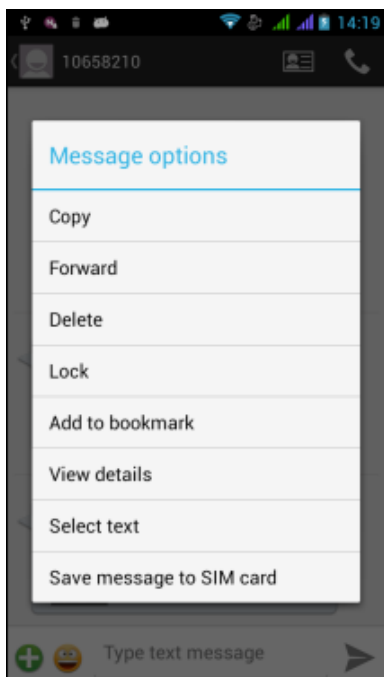 14:19
10658210
Message options
Copy
Forward
Delete
Lock
Add to bookmark
View details
Select text
Save message to SIM card
Type text message